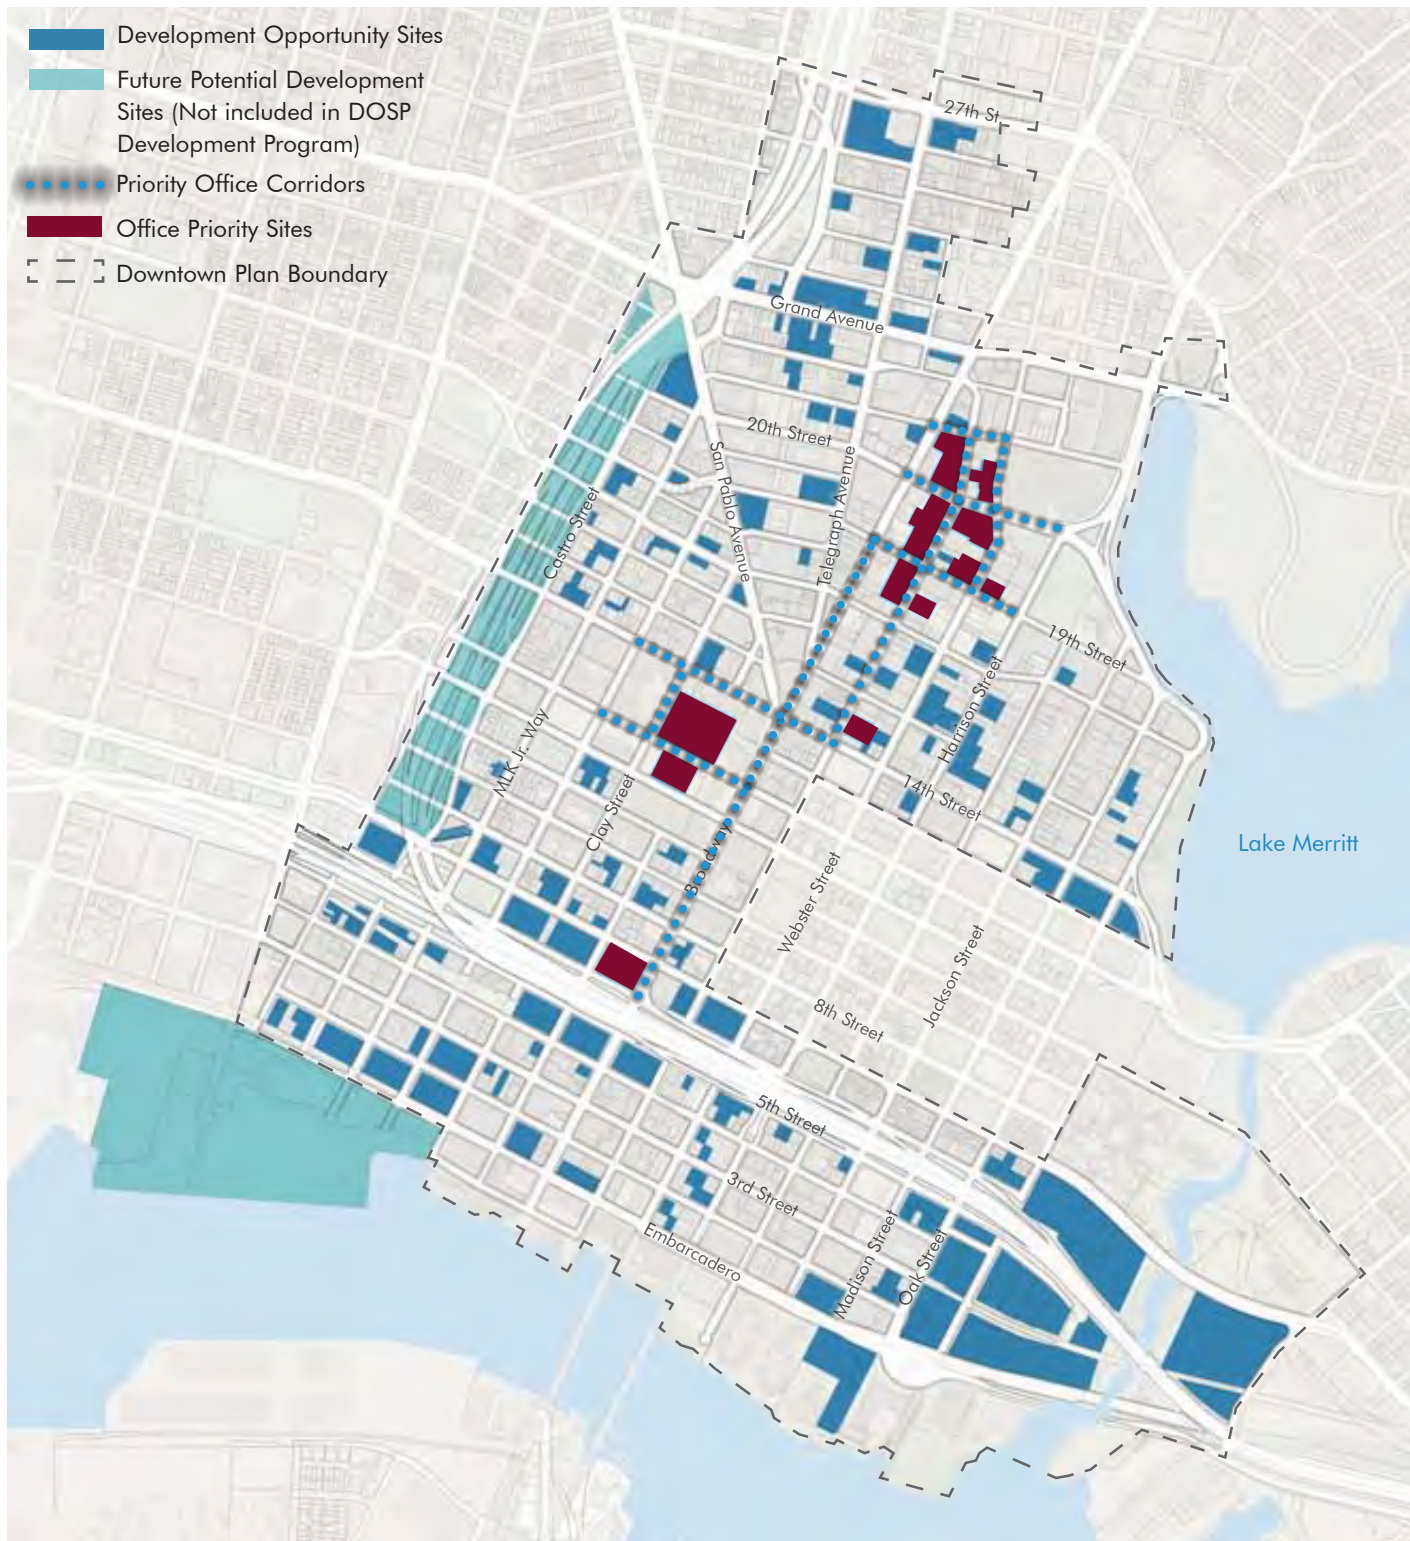 Development Opportunity Sites
Future Potential Development
Sites (Not included in DOSP
Development Program)
Priority Office Corridors
Office Priority Sites
Downtown Plan Boundary
27th St
Grand Avenue
20th Street
San Pablo Avenue
Telegraph Avenue
Castro Street
19th Street
Harrison Street
MLK Jr. Way
Clay Street
14th Street
Broadway
Lake Merritt
Webster Street
Jackson Street
8th Street
5th Street
3rd Street
Madison Street
Oak Street
Embarcadero